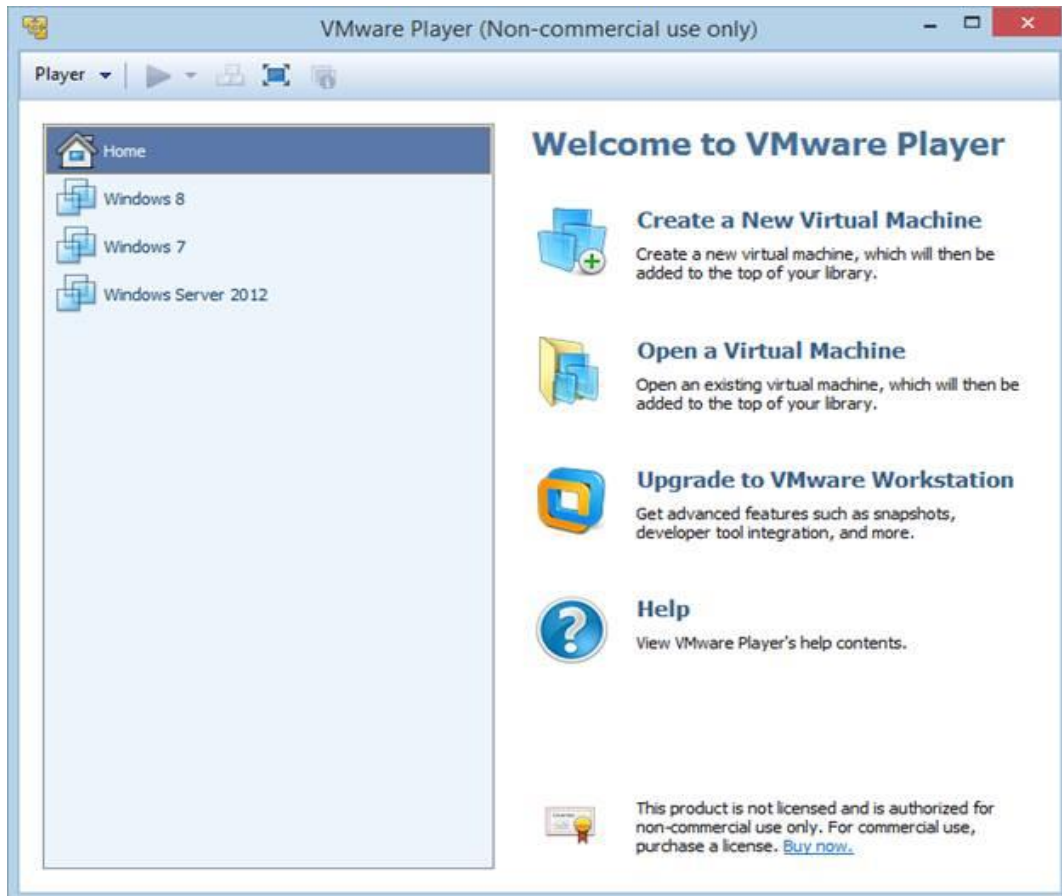 VMware Player (Non-commercial use only)
Player
Home
Windows 8
Windows 7
Windows Server 2012
Welcome to VMware Player
Create a New Virtual Machine
Create a new virtual machine, which will then be
added to the top of your library.
Open a Virtual Machine
Open an existing virtual machine, which will then be
added to the top of your library.
Upgrade to VMware Workstation
Get advanced features such as snapshots,
developer tool integration, and more.
Help
View VMware Player's help contents.
This product is not licensed and is authorized for
non-commercial use only. For commercial use,
purchase a license. Buy now.